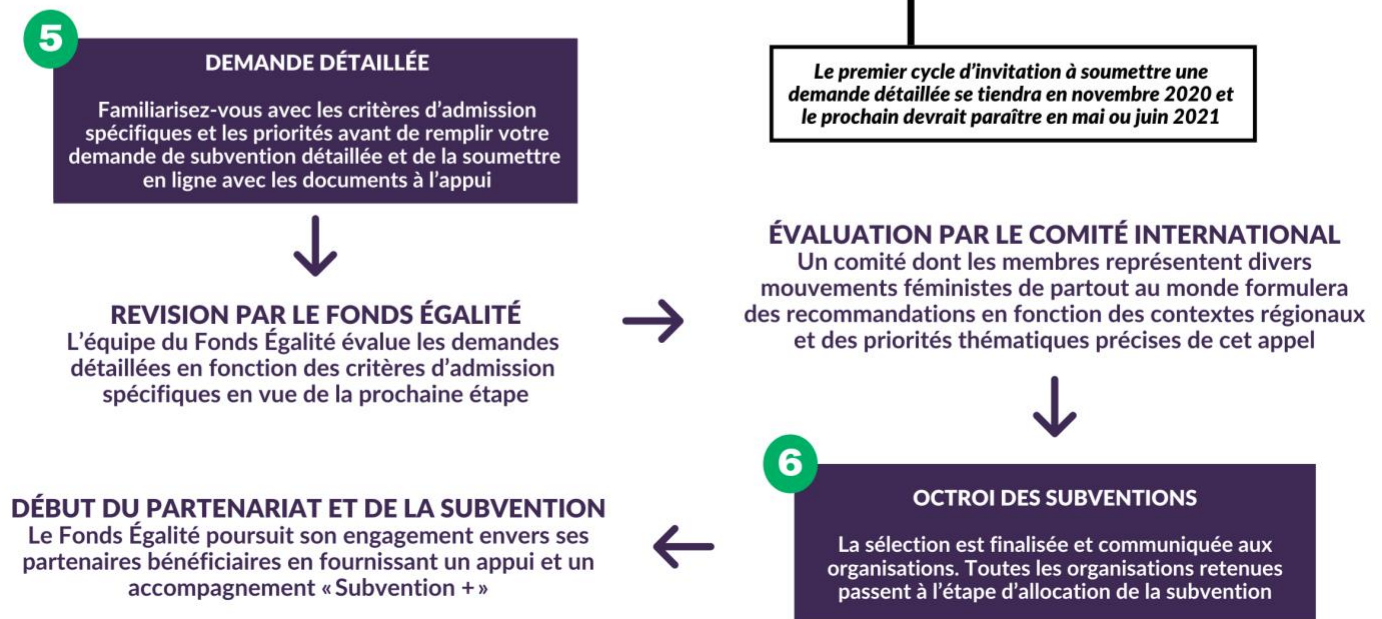 5
DEMANDE DÉTAILLÉE
Familiarisez-vous avec les critères d'admission
spécifiques et les priorités avant de remplir votre
demande de subvention détaillée et de la soumettre
en ligne avec les documents à l'appui
Le premier cycle d'invitation à soumettre une
demande détaillée se tiendra en novembre 2020 et
le prochain devrait paraître en mai ou juin 2021
REVISION PAR LE FONDS ÉGALITÉ
L'équipe du Fonds Égalité évalue les demandes
détaillées en fonction des critères d'admission
spécifiques en vue de la prochaine étape
ÉVALUATION PAR LE COMITÉ INTERNATIONAL
Un comité dont les membres représentent divers
mouvements féministes de partout au monde formulera
des recommandations en fonction des contextes régionaux
et des priorités thématiques précises de cet appel
6
OCTROI DES SUBVENTIONS
La sélection est finalisée et communiquée aux
organisations. Toutes les organisations retenues
passent à l'étape d'allocation de la subvention
DÉBUT DU PARTENARIAT ET DE LA SUBVENTION
Le Fonds Égalité poursuit son engagement envers ses
partenaires bénéficiaires en fournissant un appui et un
accompagnement «Subvention +»